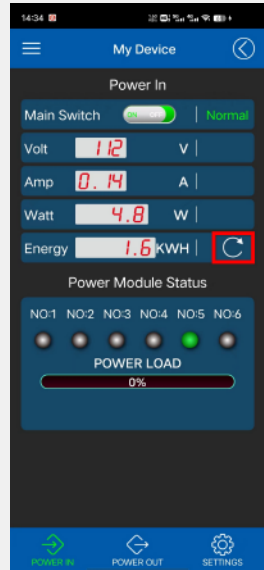 14:34
My Device
Power In
Main Switch ON OFF Normal
Volt 112 V
Amp 0.14 A
Watt 4.8 W
Energy 1.6 KWH
Power Module Status
NO:1 NO:2 NO:3 NO:4 NO:5 NO:6
POWER LOAD
0%
POWER IN POWER OUT SETTINGS